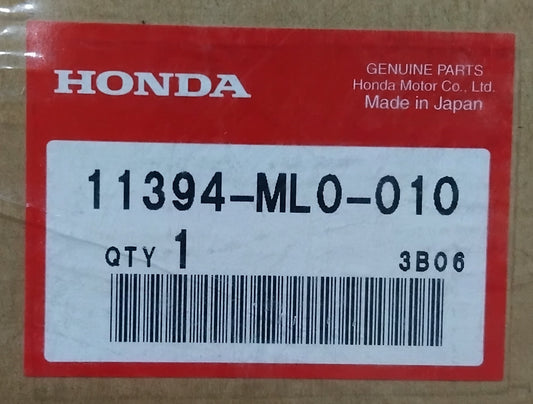 HONDA
GENUINE PARTS
Honda Motor Co., Ltd.
Made in Japan
11394-ML0-010
QTY 1
3B06